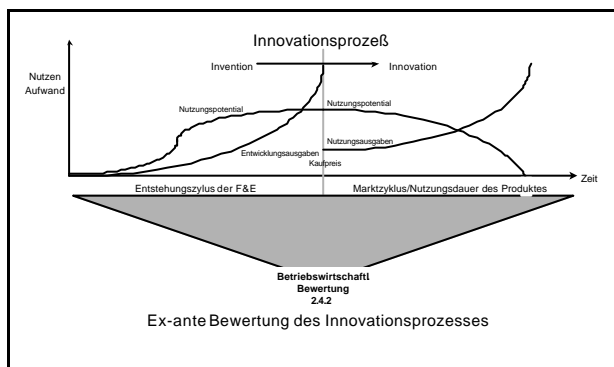 Innovationsprozeß
Invention
Innovation
Nutzen
Aufwand
Nutzungspotential
Nutzungspotential
Nutzungsausgaben
Entwicklungsausgaben
Kaufpreis
Zeit
Entstehungszylus der F&E
Marktzyklus/Nutzungsdauer des Produktes
Betriebswirtschaftl.
Bewertung
2.4.2
Ex-ante Bewertung des Innovationsprozesses